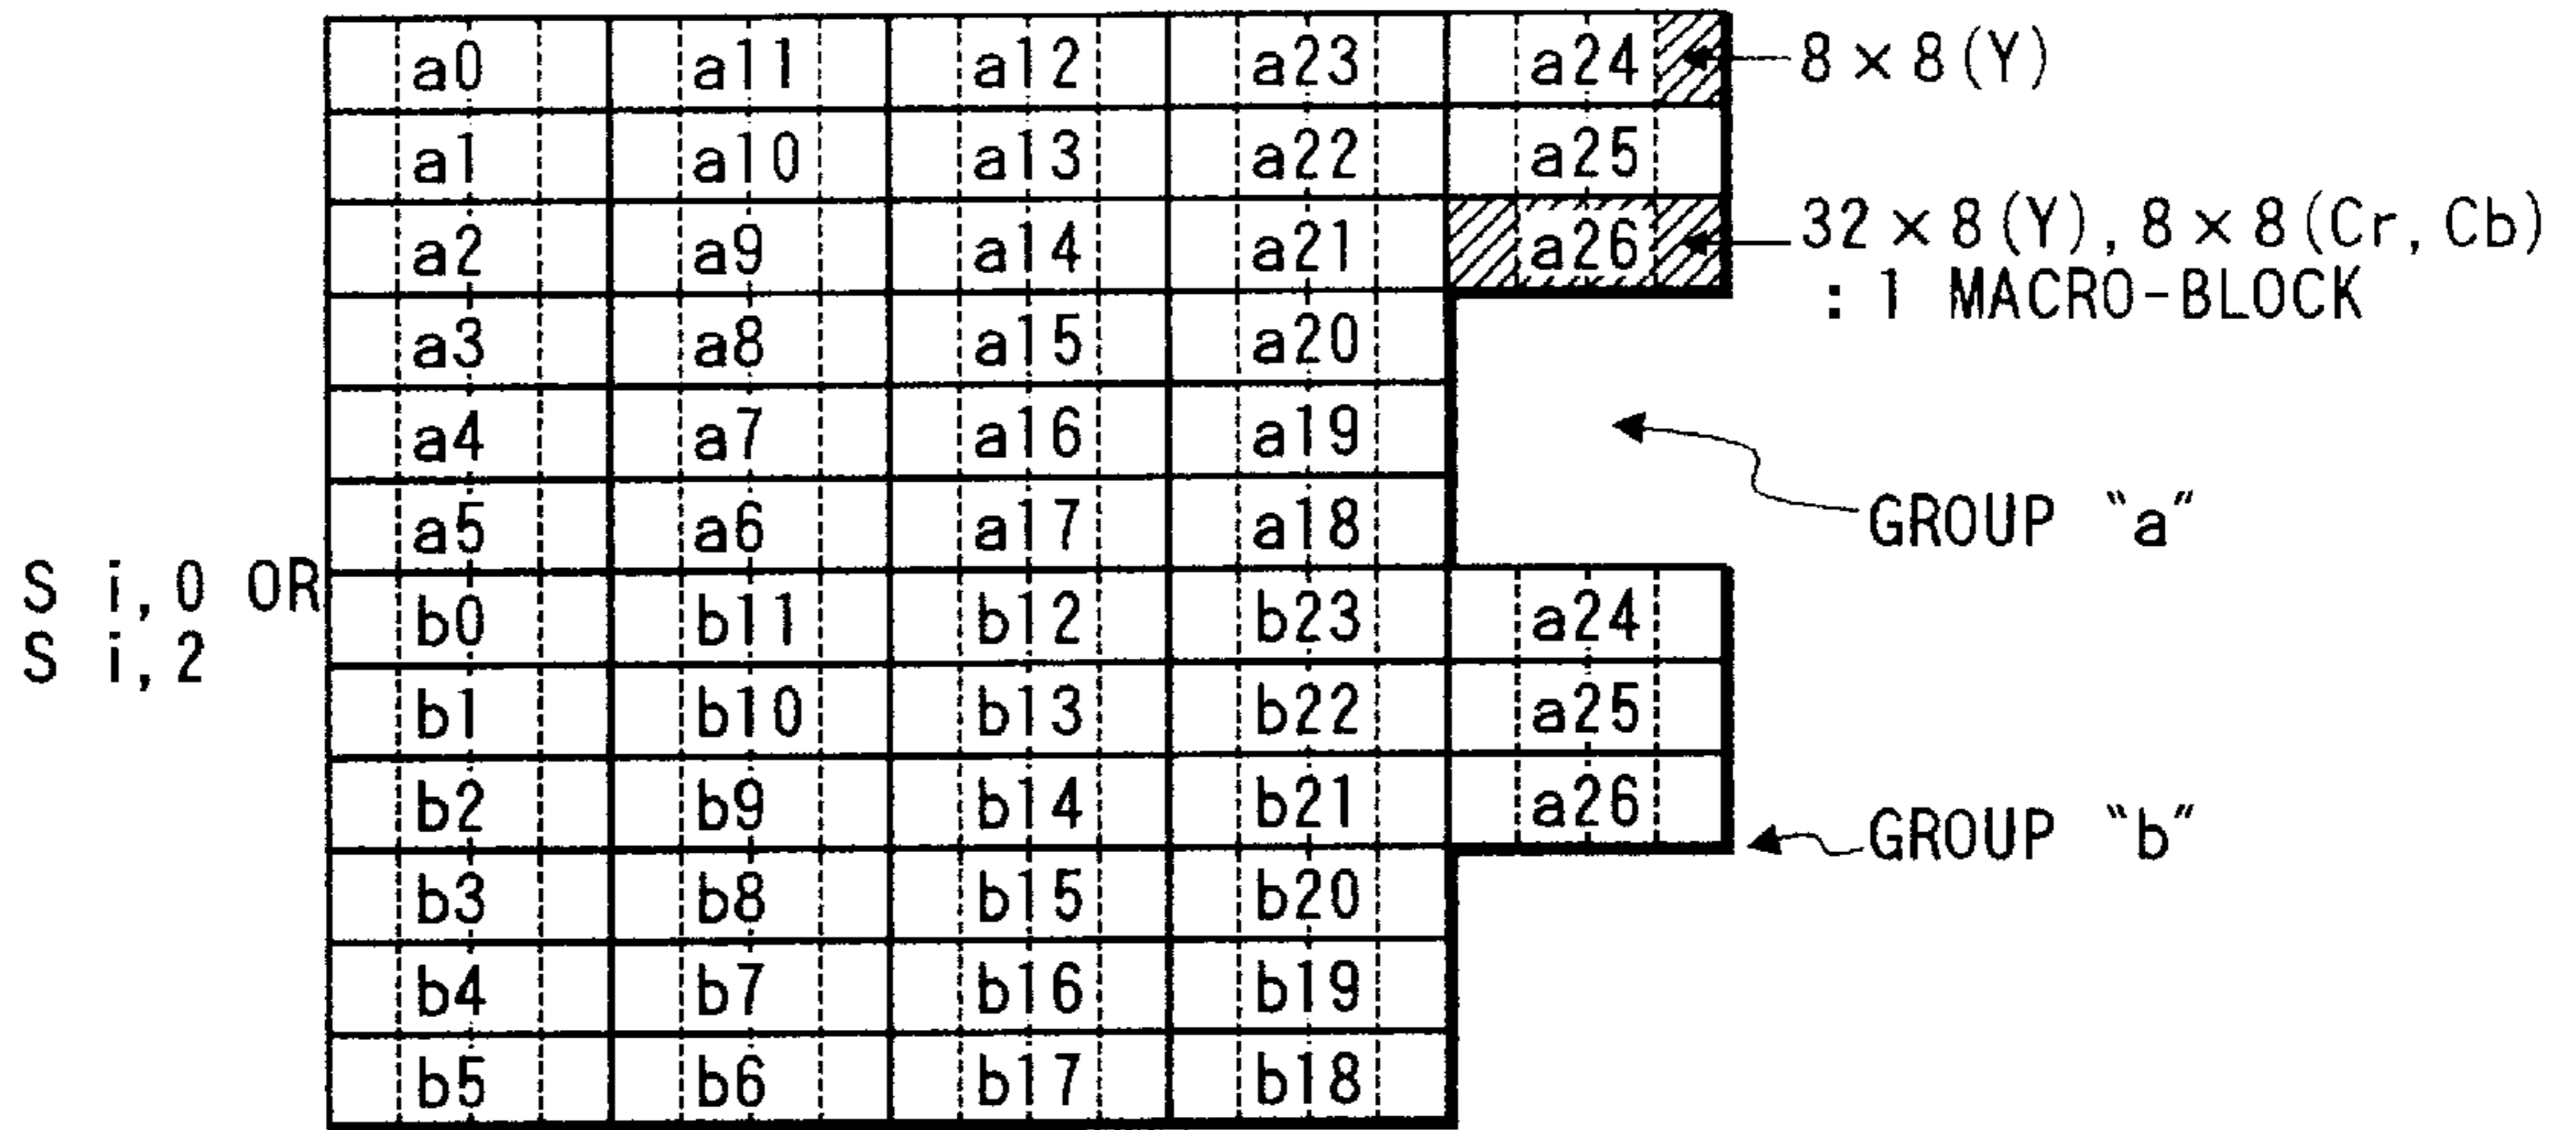 a0 a11 a12 a23 a24 8 × 8 (Y)
a1 a10 a13 a22 a25
a2 a9 a14 a21 a26 32 × 8 (Y), 8 × 8 (Cr, Cb)
: 1 MACRO-BLOCK
a3 a8 a15 a20
a4 a7 a16 a19
a5 a6 a17 a18 GROUP "a"
S i,0 OR
S i,2
b0 b11 b12 b23 a24
b1 b10 b13 b22 a25
b2 b9 b14 b21 a26 GROUP "b"
b3 b8 b15 b20
b4 b7 b16 b19
b5 b6 b17 b18